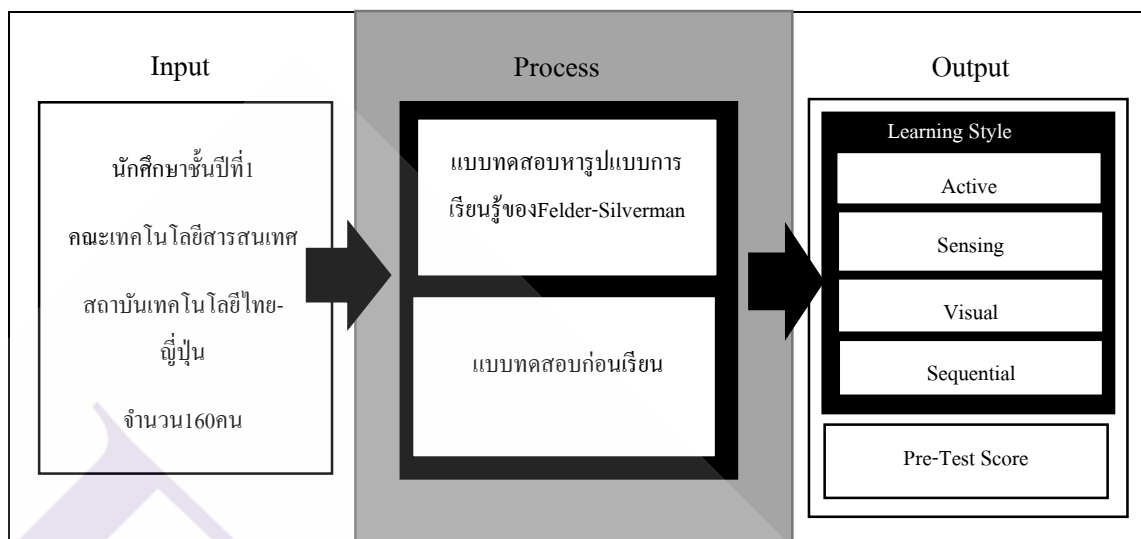 Input
นักศึกษาชั้นปีที่1
คณะเทคโนโลยีสารสนเทศ
สถาบันเทคโนโลยีไทย-
ญี่ปุ่น
จำนวน160คน
Process
แบบทดสอบหารูปแบบการ
เรียนรู้ของFelder-Silverman
แบบทดสอบก่อนเรียน
Output
Learning Style
Active
Sensing
Visual
Sequential
Pre-Test Score